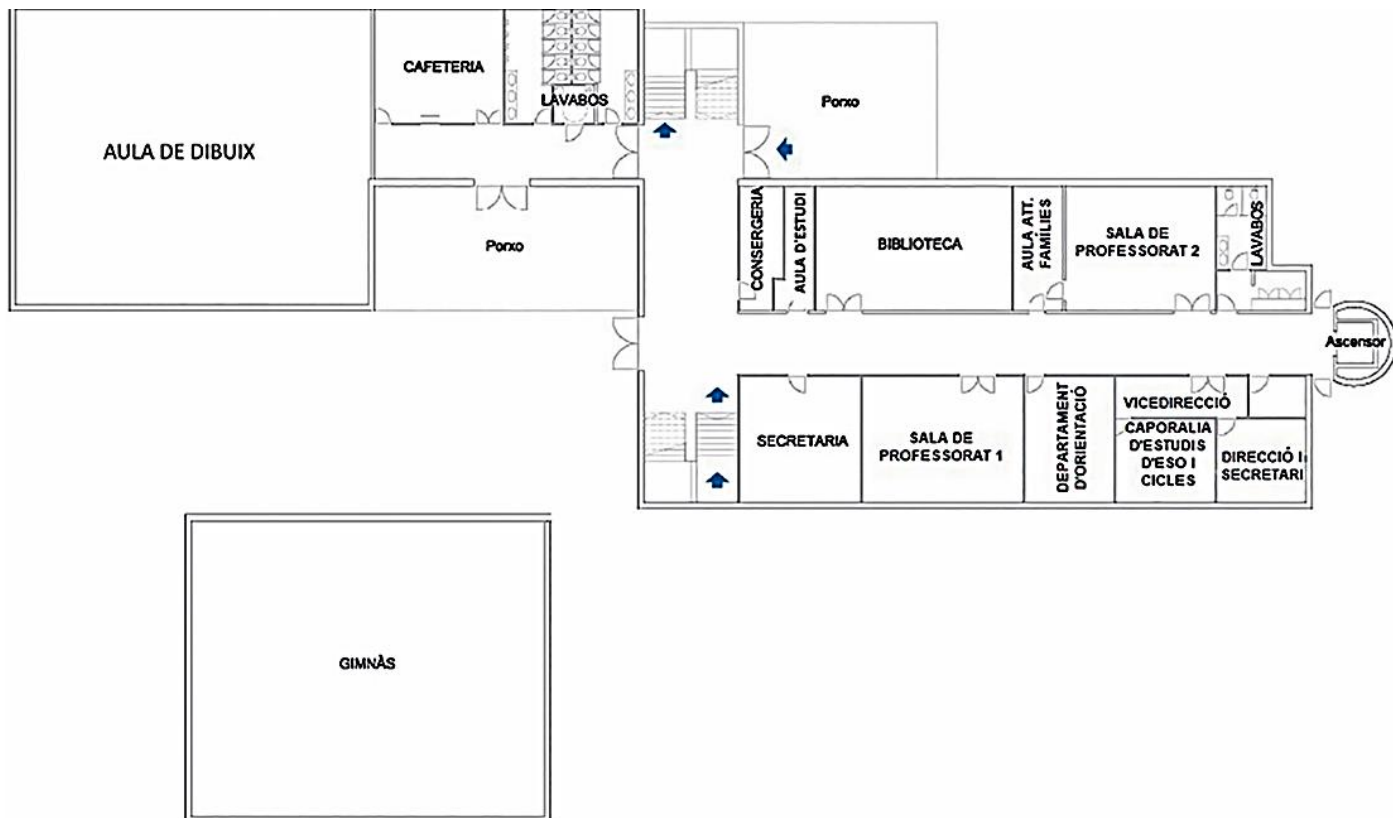 CAFETERIA
LAVABOS
Porxo
AULA DE DIBUIX
Porxo
CONSERGERIA
AULA D'ESTUDI
BIBLIOTECA
AULA ATT.
FAMÍLIES
SALA DE
PROFESSORAT 2
LAVABOS
Ascensor
SECRETARIA
SALA DE
PROFESSORAT 1
DEPARTAMENT
D'ORIENTACIÓ
VICEDIRECCIÓ
CAPORALIA
D'ESTUDIS
D'ESO I
CICLES
DIRECCIÓ I
SECRETARI
GIMNÀS